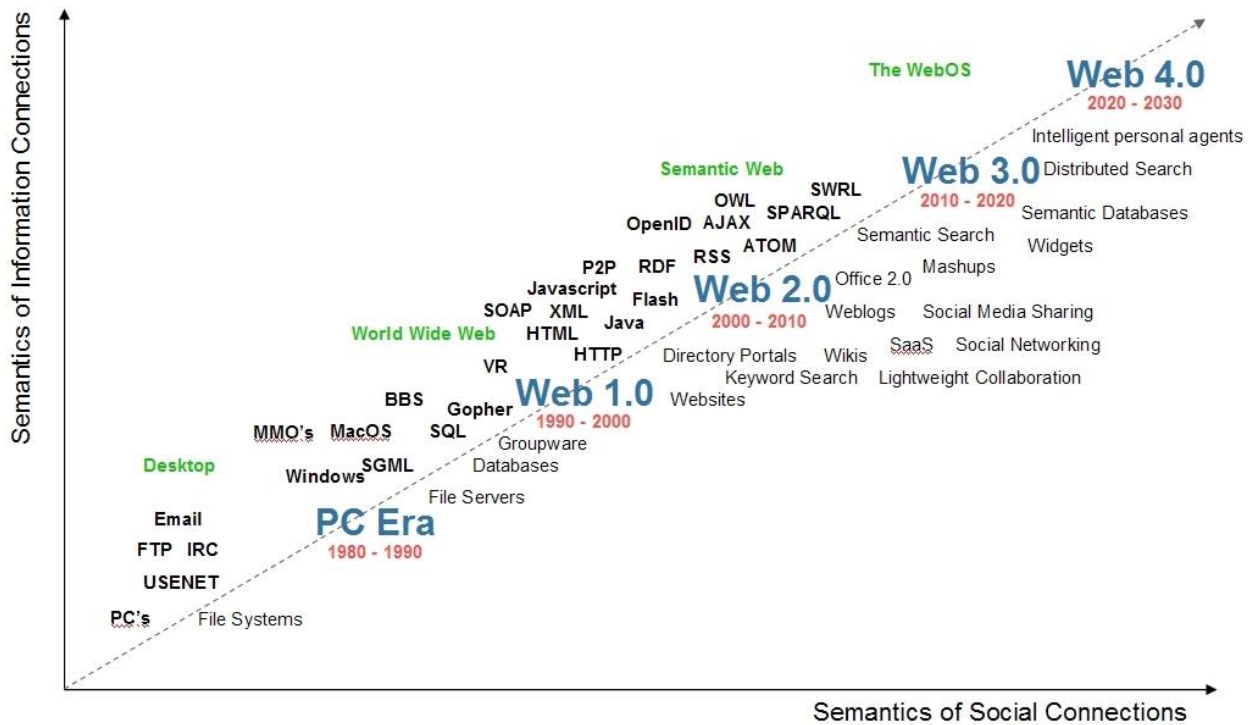 Semantics of Information Connections
The WebOS
Web 4.0
2020 - 2030
Intelligent personal agents
Semantic Web
Web 3.0
Distributed Search
2010 - 2020
SWRL
OWL
SPARQL
Semantic Databases
OpenID
AJAX
Semantic Search
Widgets
ATOM
RSS
P2P
RDF
Mashups
Office 2.0
Javascript
Web 2.0
Flash
2000 - 2010
Weblogs
Social Media Sharing
SOAP
XML
Java
World Wide Web
HTML
SaaS
Social Networking
HTTP
Directory Portals
Wikis
VR
Keyword Search
Lightweight Collaboration
Web 1.0
Websites
1990 - 2000
BBS
Gopher
MMO's
MacOS
SQL
Groupware
Desktop
SGML
Databases
Windows
File Servers
PC Era
1980 - 1990
Email
FTP
IRC
USENET
PC's
File Systems
Semantics of Social Connections